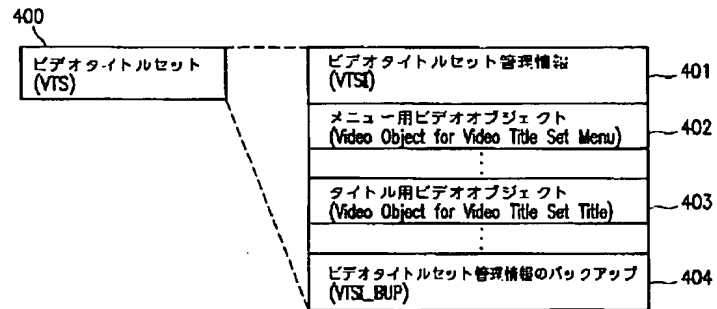 400
ビデオタイトルセット
(VTS)
ビデオタイトルセット管理情報
(VTSI)
401
メニュー用ビデオオブジェクト
(Video Object for Video Title Set Menu)
402
タイトル用ビデオオブジェクト
(Video Object for Video Title Set Title)
403
ビデオタイトルセット管理情報のバックアップ
(VTSI_BUP)
404